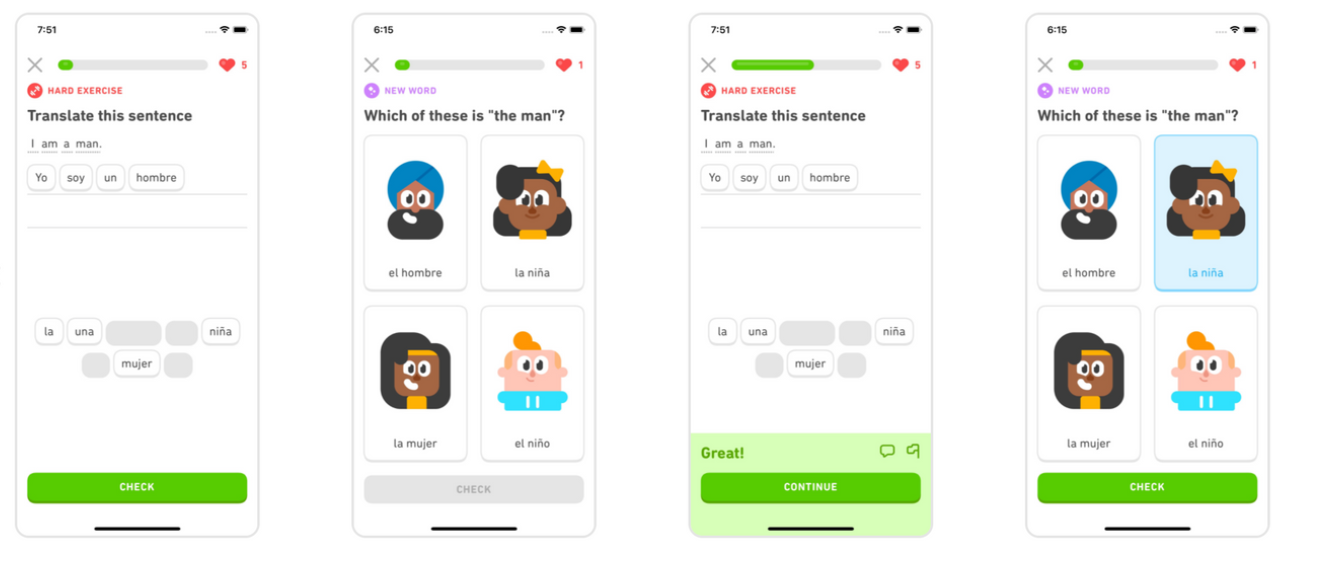 7:51
5
HARD EXERCISE
Translate this sentence
I am a man.
Yo soy un hombre
la una niña
mujer
CHECK
6:15
1
NEW WORD
Which of these is "the man"?
el hombre la niña
la mujer el niño
CHECK
7:51
5
HARD EXERCISE
Translate this sentence
I am a man.
Yo soy un hombre
la una niña
mujer
Great!
CONTINUE
6:15
1
NEW WORD
Which of these is "the man"?
el hombre la niña
la mujer el niño
CHECK